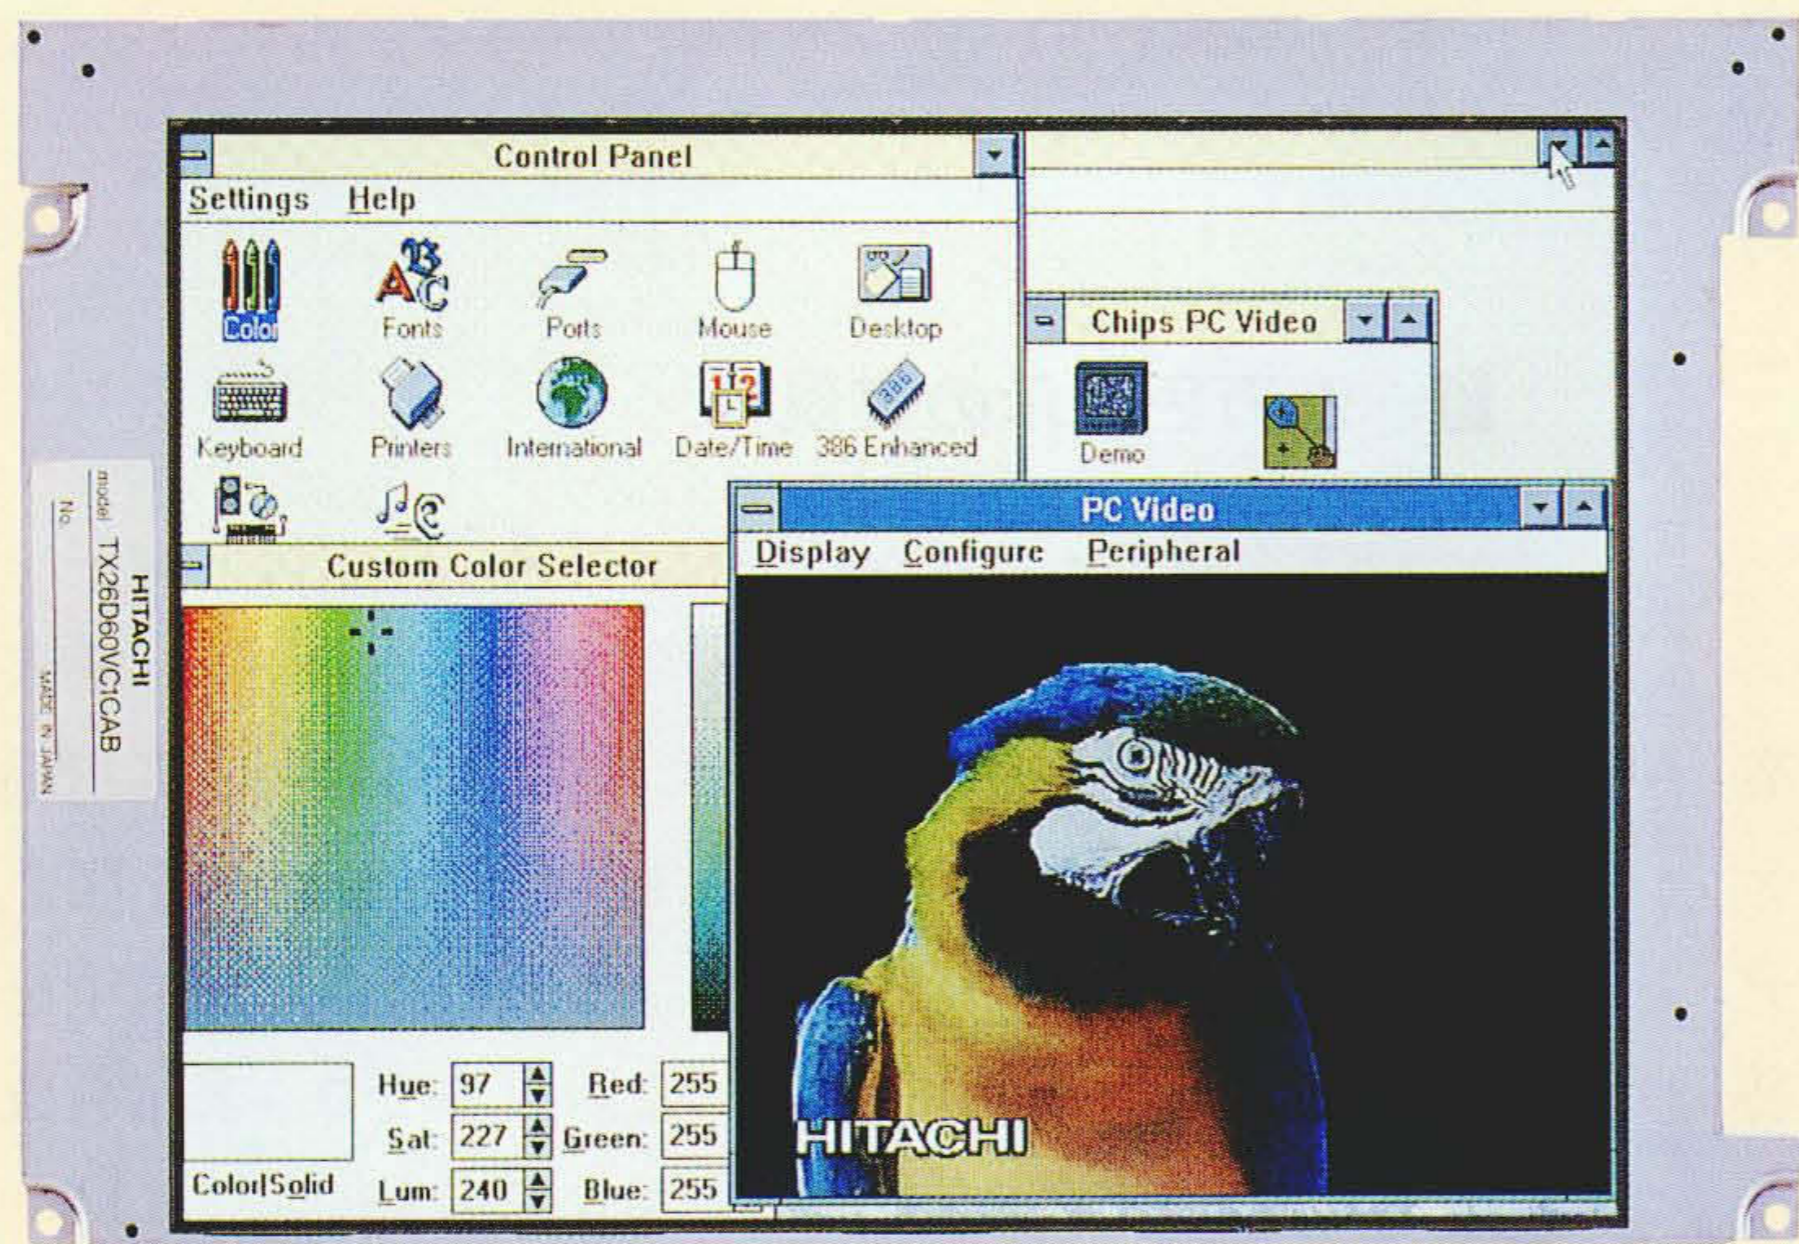 Control Panel
Settings Help
Color Fonts Ports Mouse Desktop
Keyboard Printers International Date/Time 386 Enhanced
Chips PC Video
Demo
PC Video
Display Configure Peripheral
Custom Color Selector
Hue: 97 Red: 255
Sat: 227 Green: 255
Color|Solid Lum: 240 Blue: 255
HITACHI
HITACHI
model TX26D60VC1CAB
No.
MADE IN JAPAN